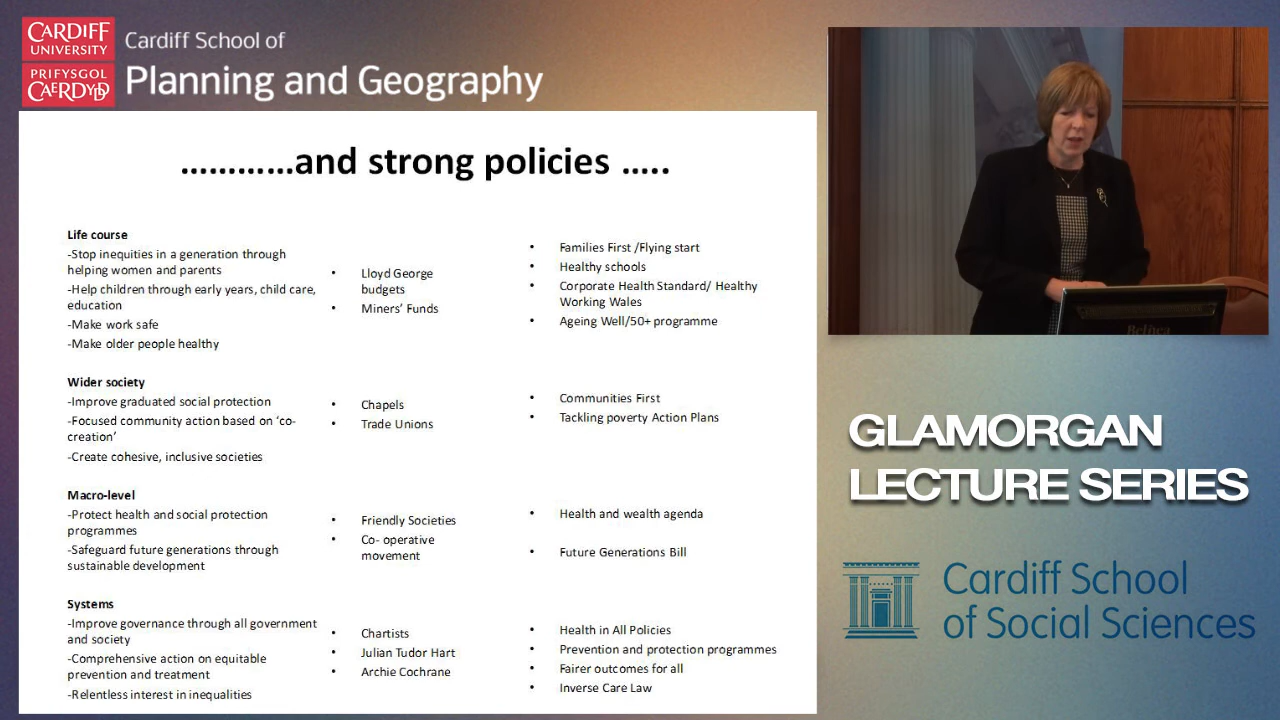 CARDIFF
UNIVERSITY
PRIFYSGOL
CAERDYDD
Cardiff School of
Planning and Geography
............and strong policies .....
Life course
-Stop inequities in a generation through
helping women and parents
-Help children through early years, child care,
education
-Make work safe
-Make older people healthy
• Lloyd George
budgets
• Miners’ Funds
• Families First /Flying start
• Healthy schools
• Corporate Health Standard/ Healthy
Working Wales
• Ageing Well/50+ programme
Wider society
-Improve graduated social protection
-Focused community action based on ‘co-
creation’
-Create cohesive, inclusive societies
• Chapels
• Trade Unions
• Communities First
• Tackling poverty Action Plans
Macro-level
-Protect health and social protection
programmes
-Safeguard future generations through
sustainable development
• Friendly Societies
• Co- operative
movement
• Health and wealth agenda
• Future Generations Bill
Systems
-Improve governance through all government
and society
-Comprehensive action on equitable
prevention and treatment
-Relentless interest in inequalities
• Chartists
• Julian Tudor Hart
• Archie Cochrane
• Health in All Policies
• Prevention and protection programmes
• Fairer outcomes for all
• Inverse Care Law
GLAMORGAN
LECTURE SERIES
Cardiff School
of Social Sciences